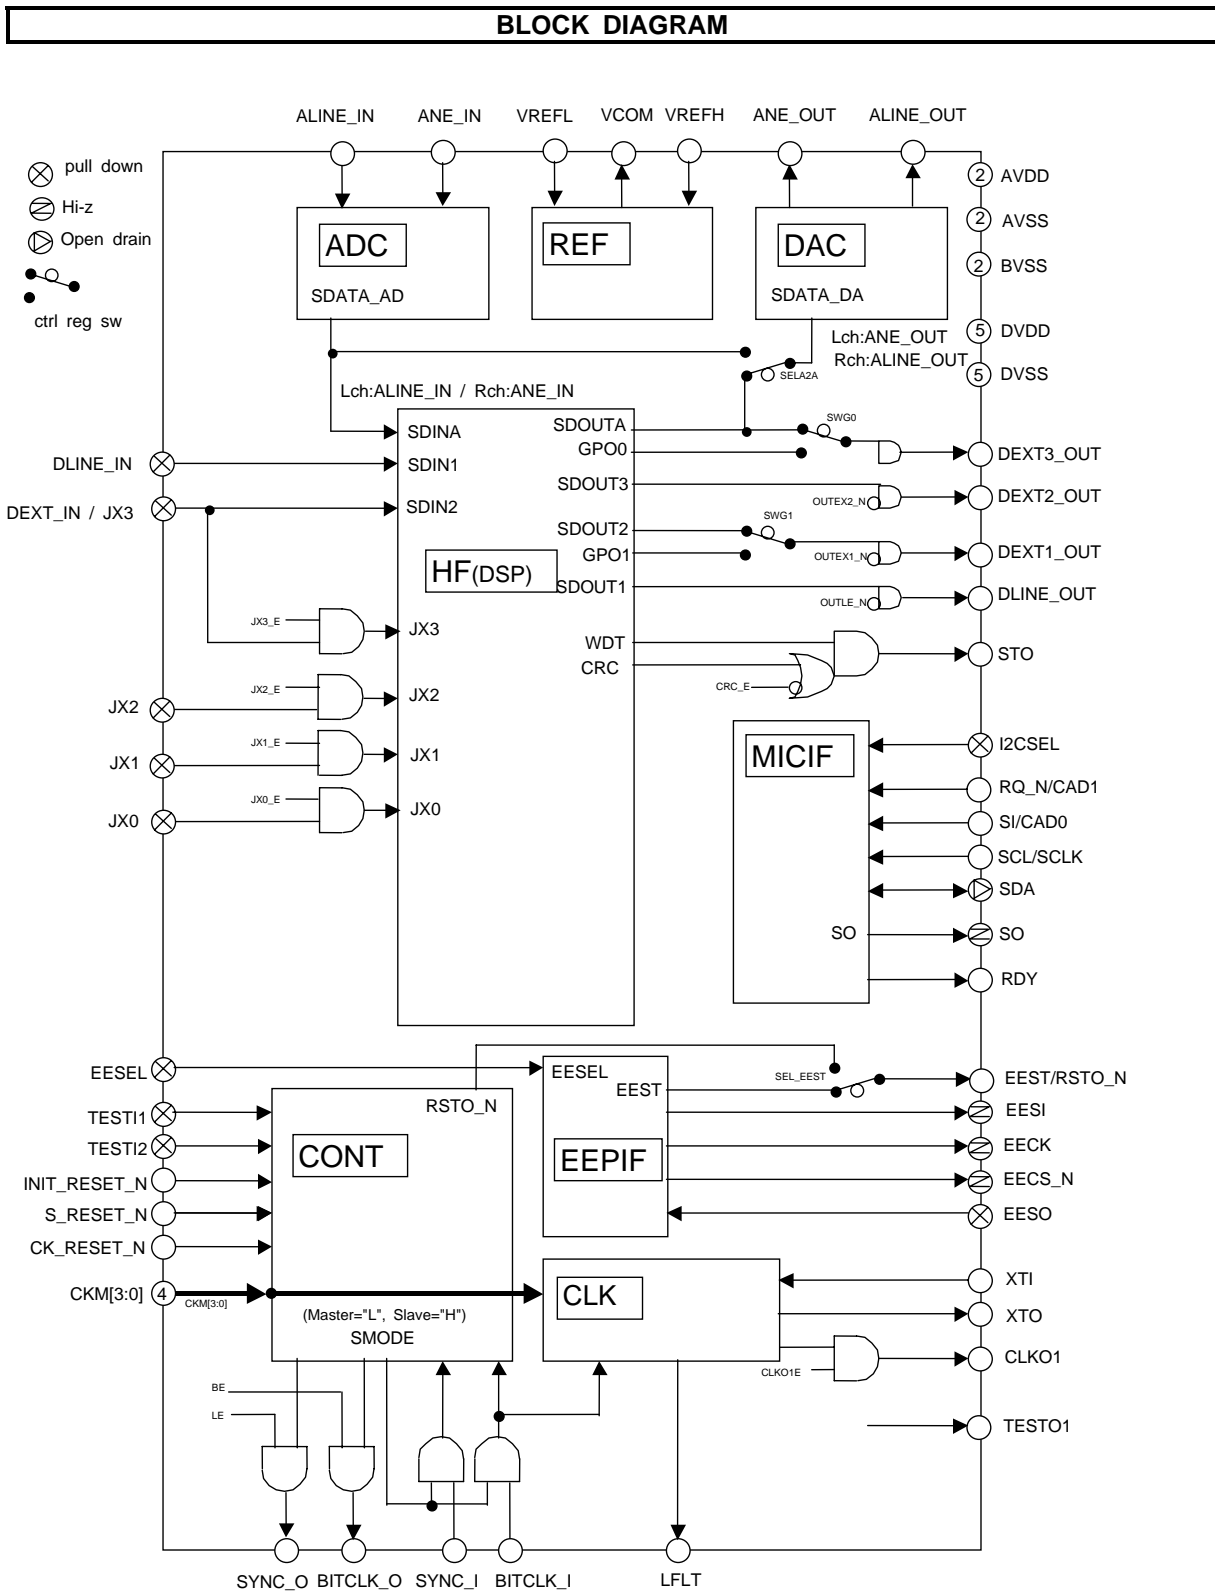 BLOCK DIAGRAM
ALINE_IN ANE_IN VREFL VCOM VREFH ANE_OUT ALINE_OUT
pull down
Hi-z
Open drain
ctrl reg sw
2 AVDD
2 AVSS
2 BVSS
5 DVDD
5 DVSS
ADC
SDATA_AD
REF
DAC
SDATA_DA
Lch:ANE_OUT
Rch:ALINE_OUT
SELA2A
Lch:ALINE_IN / Rch:ANE_IN
DLINE_IN
DEXT_IN / JX3
JX2
JX1
JX0
JX3_E
JX2_E
JX1_E
JX0_E
SDINA
SDIN1
SDIN2
HF(DSP)
JX3
JX2
JX1
JX0
SDOUTA
GPO0
SDOUT3
SDOUT2
GPO1
SDOUT1
WDT
CRC
SWG0
OUTEX2_N
SWG1
OUTEX1_N
OUTLE_N
CRC_E
DEXT3_OUT
DEXT2_OUT
DEXT1_OUT
DLINE_OUT
STO
MICIF
SO
I2CSEL
RQ_N/CAD1
SI/CAD0
SCL/SCLK
SDA
SO
RDY
EESEL
TESTI1
TESTI2
INIT_RESET_N
S_RESET_N
CK_RESET_N
CKM[3:0] 4
CKM[3:0]
RSTO_N
CONT
(Master="L", Slave="H")
SMODE
EESEL
EEST
EEPIF
SEL_EEST
EEST/RSTO_N
EESI
EECK
EECS_N
EESO
CLK
XTI
XTO
CLKO1E
CLKO1
TESTO1
BE
LE
SYNC_O BITCLK_O SYNC_I BITCLK_I LFLT